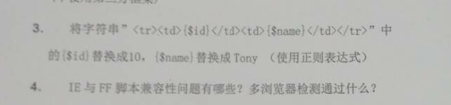 3. 将字符串"<tr><td>{$id}</td><td>{$name}</td></tr>"中
的{$id}替换成10，{$name}替换成Tony （使用正则表达式）
4. IE与FF脚本兼容性问题有哪些？多浏览器检测通过什么？